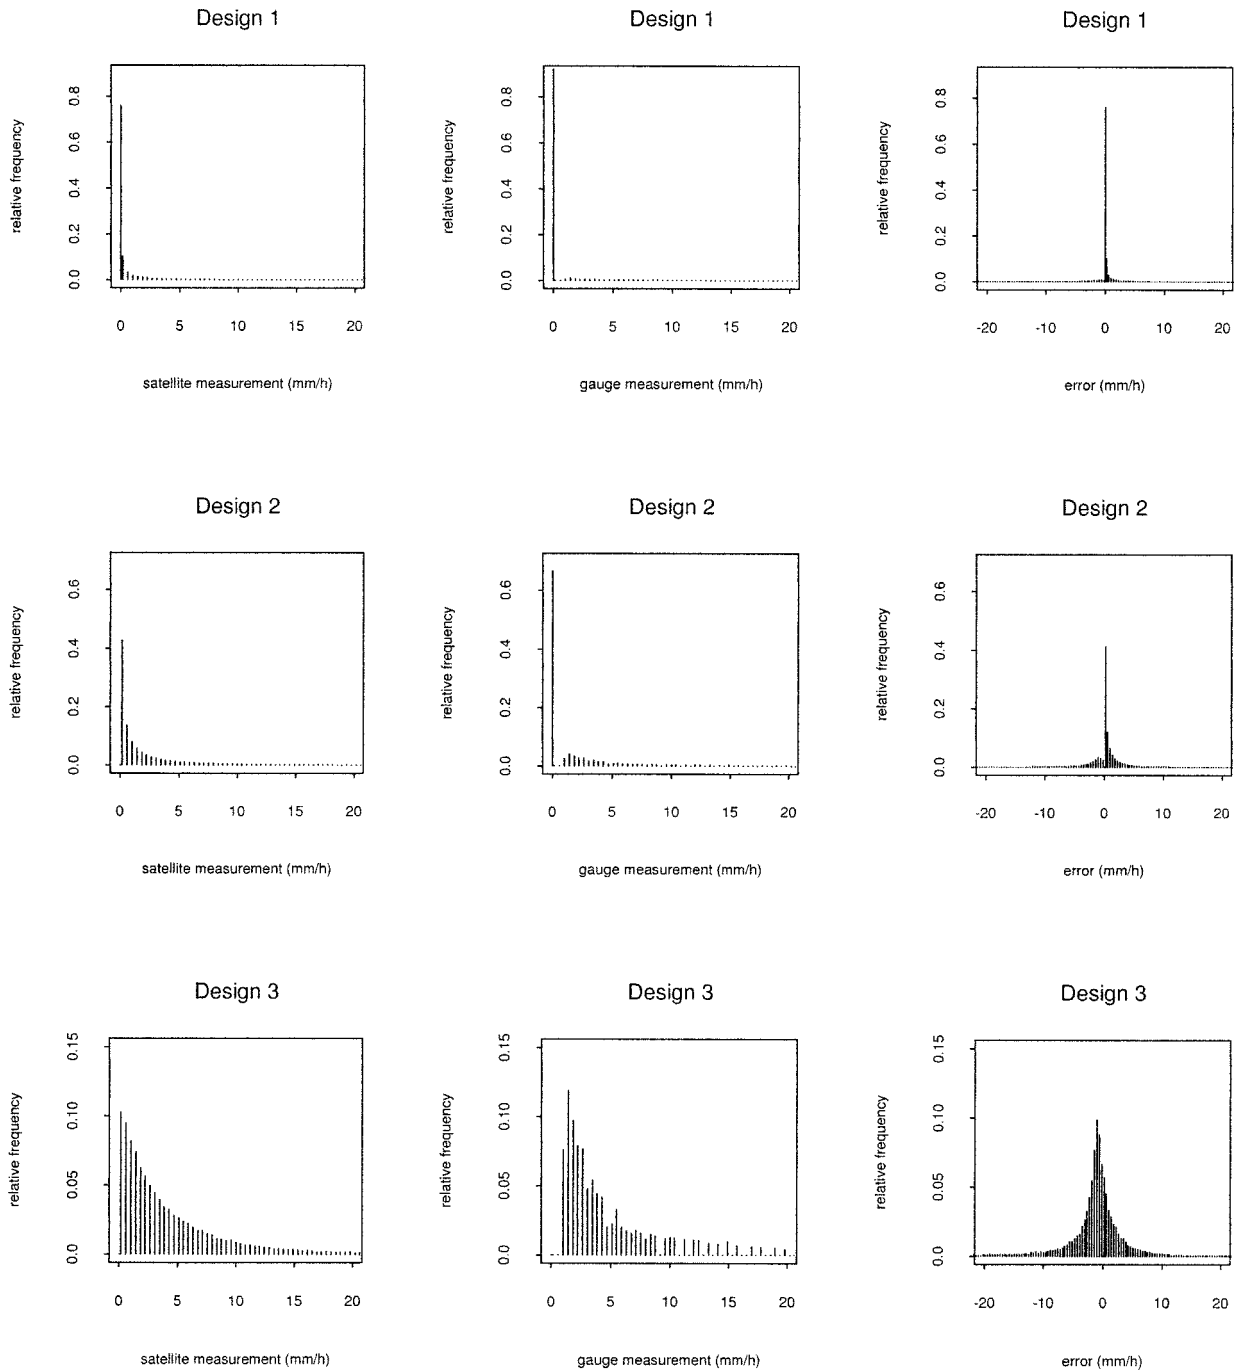 Design 1
Design 1
Design 1
relative frequency
0.0 0.2 0.4 0.6 0.8
0 5 10 15 20
satellite measurement (mm/h)
relative frequency
0.0 0.2 0.4 0.6 0.8
0 5 10 15 20
gauge measurement (mm/h)
relative frequency
0.0 0.2 0.4 0.6 0.8
-20 -10 0 10 20
error (mm/h)
Design 2
Design 2
Design 2
relative frequency
0.0 0.2 0.4 0.6
0 5 10 15 20
satellite measurement (mm/h)
relative frequency
0.0 0.2 0.4 0.6
0 5 10 15 20
gauge measurement (mm/h)
relative frequency
0.0 0.2 0.4 0.6
-20 -10 0 10 20
error (mm/h)
Design 3
Design 3
Design 3
relative frequency
0.0 0.05 0.10 0.15
0 5 10 15 20
satellite measurement (mm/h)
relative frequency
0.0 0.05 0.10 0.15
0 5 10 15 20
gauge measurement (mm/h)
relative frequency
0.0 0.05 0.10 0.15
-20 -10 0 10 20
error (mm/h)